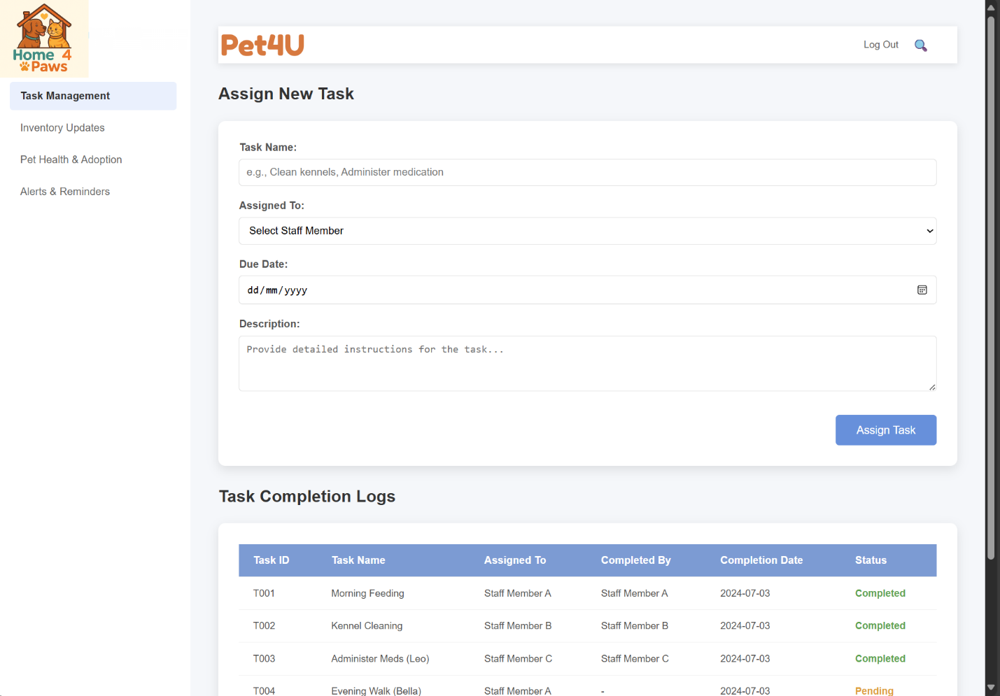 Home 4
Paws
Task Management
Inventory Updates
Pet Health & Adoption
Alerts & Reminders
Pet4U
Log Out
Assign New Task
Task Name:
e.g., Clean kennels, Administer medication
Assigned To:
Select Staff Member
Due Date:
dd/mm/yyyy
Description:
Provide detailed instructions for the task...
Assign Task
Task Completion Logs
Task ID Task Name Assigned To Completed By Completion Date Status
T001 Morning Feeding Staff Member A Staff Member A 2024-07-03 Completed
T002 Kennel Cleaning Staff Member B Staff Member B 2024-07-03 Completed
T003 Administer Meds (Leo) Staff Member C Staff Member C 2024-07-03 Completed
T004 Evening Walk (Bella) Staff Member A - 2024-07-03 Pending